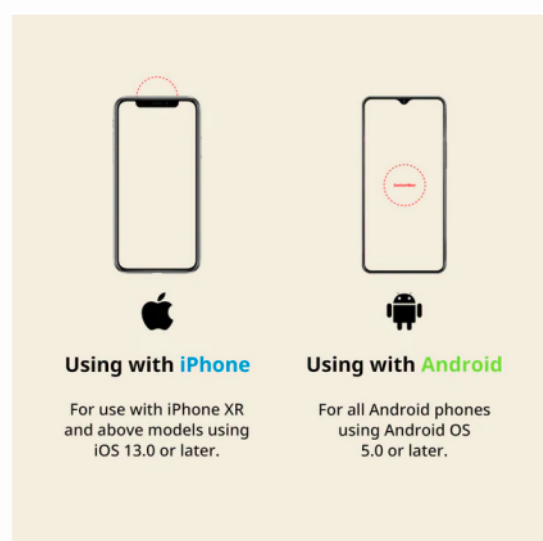 Using with iPhone
For use with iPhone XR
and above models using
iOS 13.0 or later.
Using with Android
For all Android phones
using Android OS
5.0 or later.